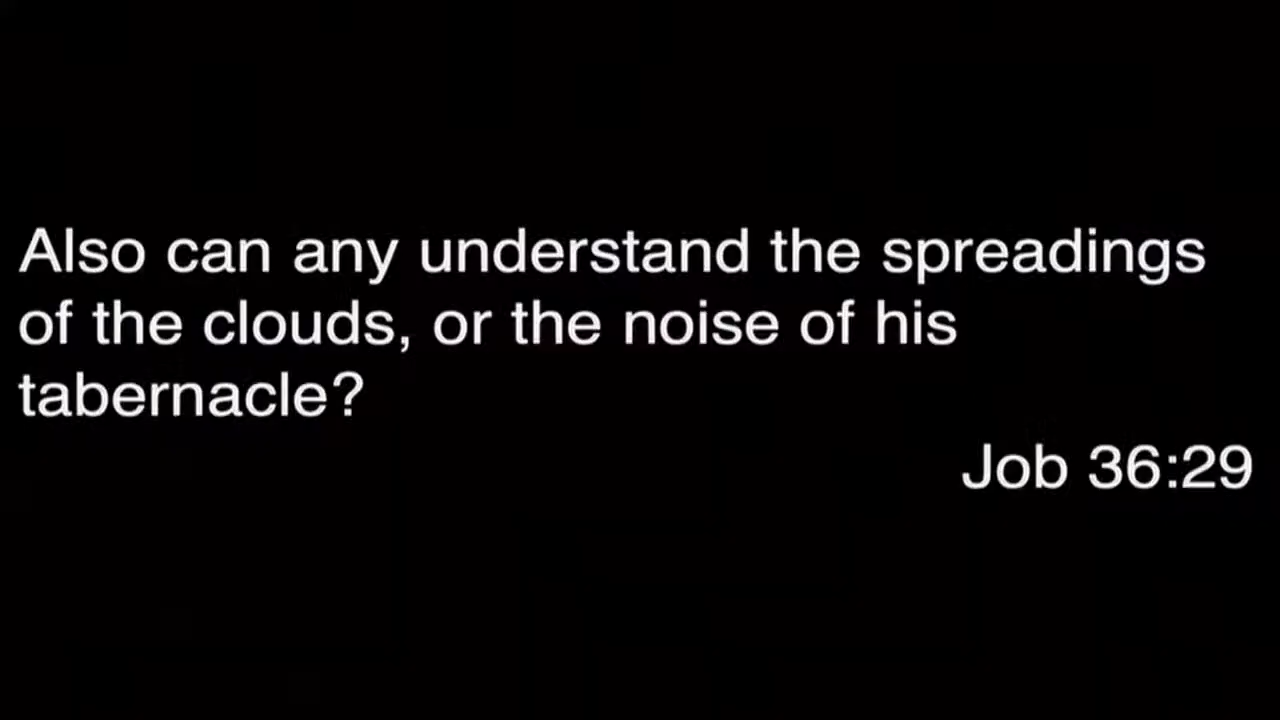 Also can any understand the spreadings
of the clouds, or the noise of his
tabernacle?
Job 36:29